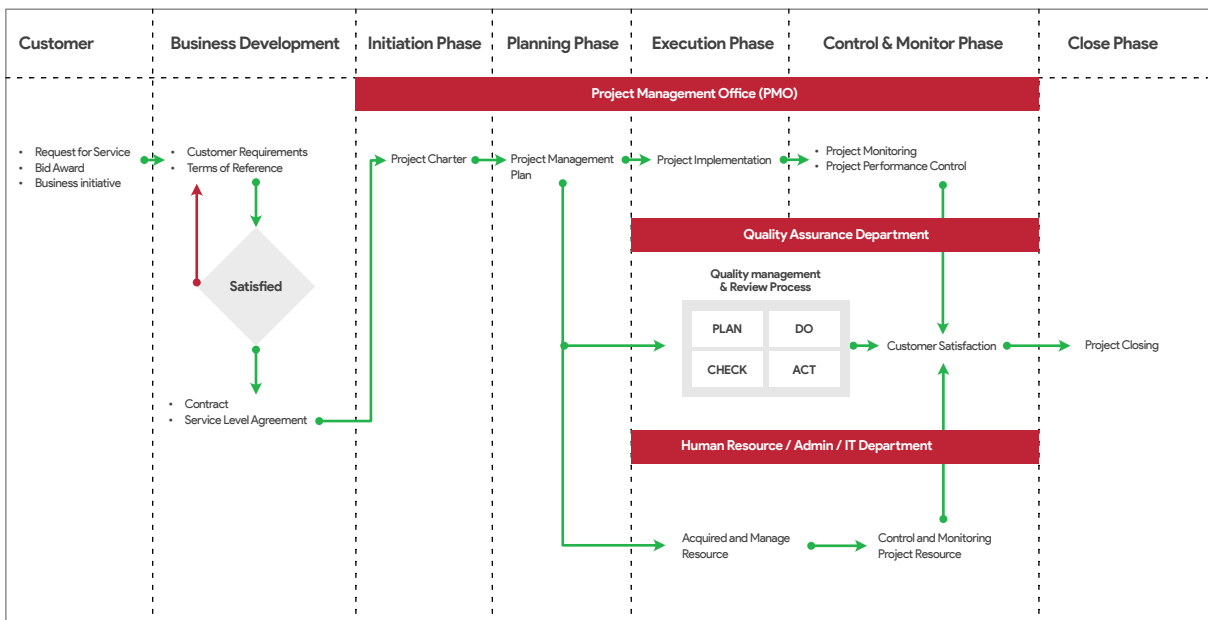 Customer
Business Development
Initiation Phase
Planning Phase
Execution Phase
Control & Monitor Phase
Close Phase
Project Management Office (PMO)
• Request for Service
• Bid Award
• Business initiative
• Customer Requirements
• Terms of Reference
Project Charter
Project Management
Plan
Project Implementation
• Project Monitoring
• Project Performance Control
Quality Assurance Department
Satisfied
Quality management
& Review Process
PLAN
DO
CHECK
ACT
Customer Satisfaction
Project Closing
• Contract
• Service Level Agreement
Human Resource / Admin / IT Department
Acquired and Manage
Resource
Control and Monitoring
Project Resource